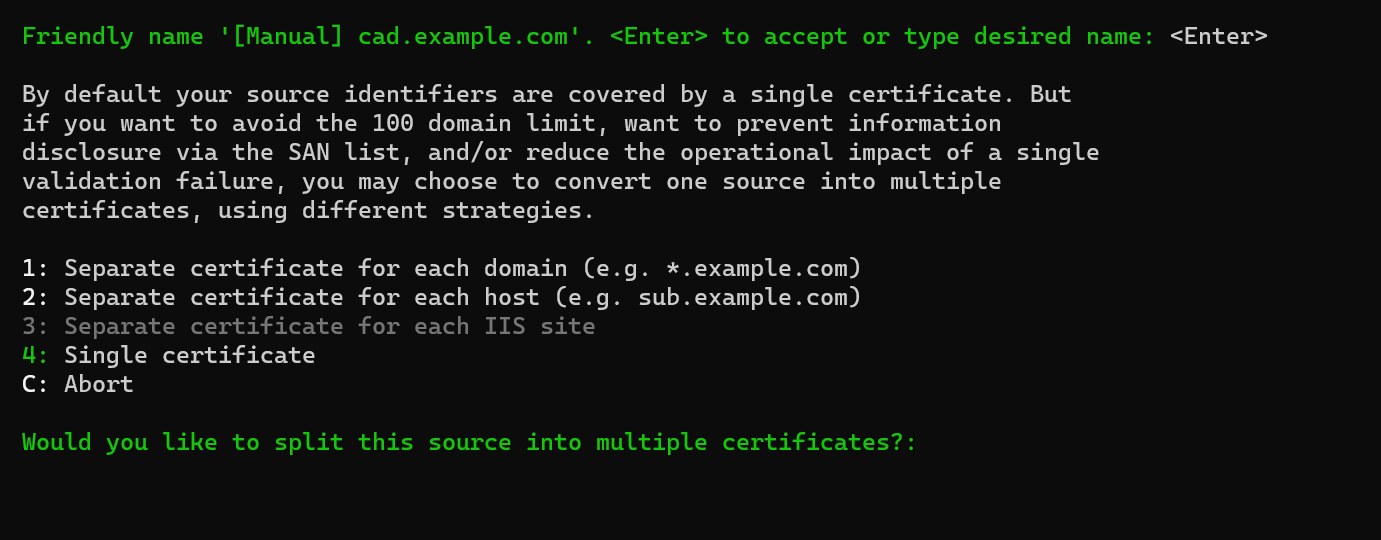 Friendly name '[Manual] cad.example.com'. <Enter> to accept or type desired name: <Enter>
By default your source identifiers are covered by a single certificate. But
if you want to avoid the 100 domain limit, want to prevent information
disclosure via the SAN list, and/or reduce the operational impact of a single
validation failure, you may choose to convert one source into multiple
certificates, using different strategies.
1: Separate certificate for each domain (e.g. *.example.com)
2: Separate certificate for each host (e.g. sub.example.com)
3: Separate certificate for each IIS site
4: Single certificate
C: Abort
Would you like to split this source into multiple certificates?: